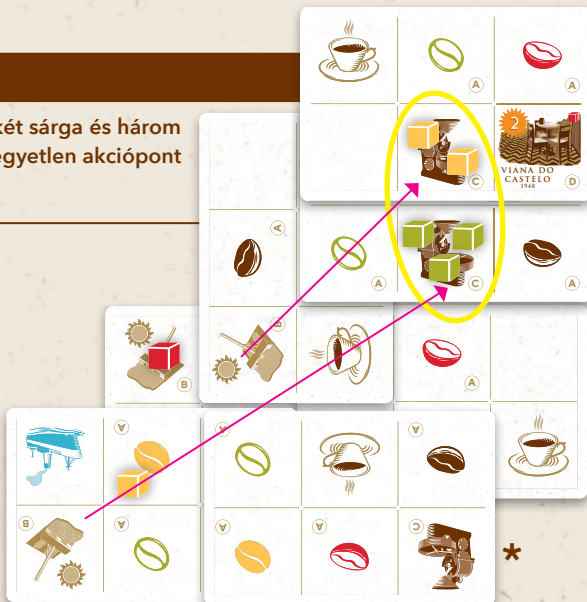 két sárga és három
egyetlen akciópont
A
A
2
C
VIANA DO
CASTELO
1948
D
A
A
C
A
B
B
A
A
A
A
B
A
A
A
C
*